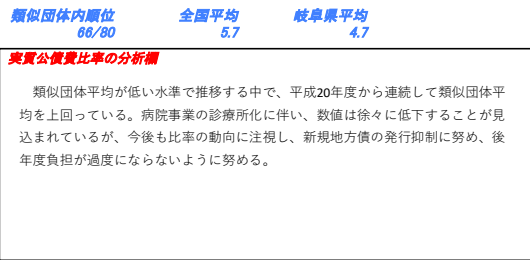 類似団体内順位 全国平均 岐阜県平均
66/80 5.7 4.7
実質公債費比率の分析欄
類似団体平均が低い水準で推移する中で、平成20年度から連続して類似団体平
均を上回っている。病院事業の診療所化に伴い、数値は徐々に低下することが見
込まれているが、今後も比率の動向に注視し、新規地方債の発行抑制に努め、後
年度負担が過度にならないように努める。